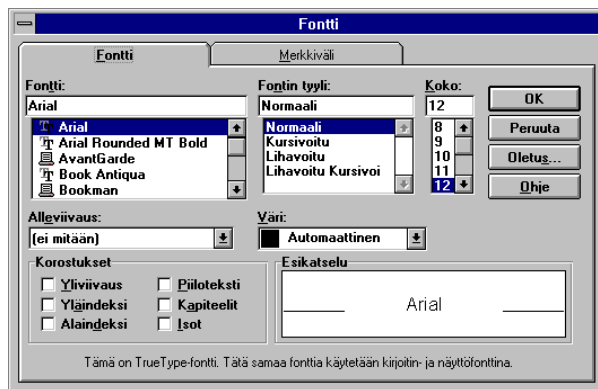 Fontti
Fontti
Merkkiväli
Fontti:
Arial
Arial
Arial Rounded MT Bold
AvantGarde
Book Antiqua
Bookman
Fontin tyyli:
Normaali
Normaali
Kursivoitu
Lihavoitu
Lihavoitu Kursivoi
Koko:
12
8
9
10
11
12
OK
Peruuta
Oletus...
Ohje
Alleviivaus:
(ei mitään)
Väri:
Automaattinen
Korostukset
Yliviivaus
Yläindeksi
Alaindeksi
Piiloteksti
Kapiteelit
Isot
Esikatselu
Arial
Tämä on TrueType-fontti. Tätä samaa fonttia käytetään kirjoitin- ja näyttöfonttina.